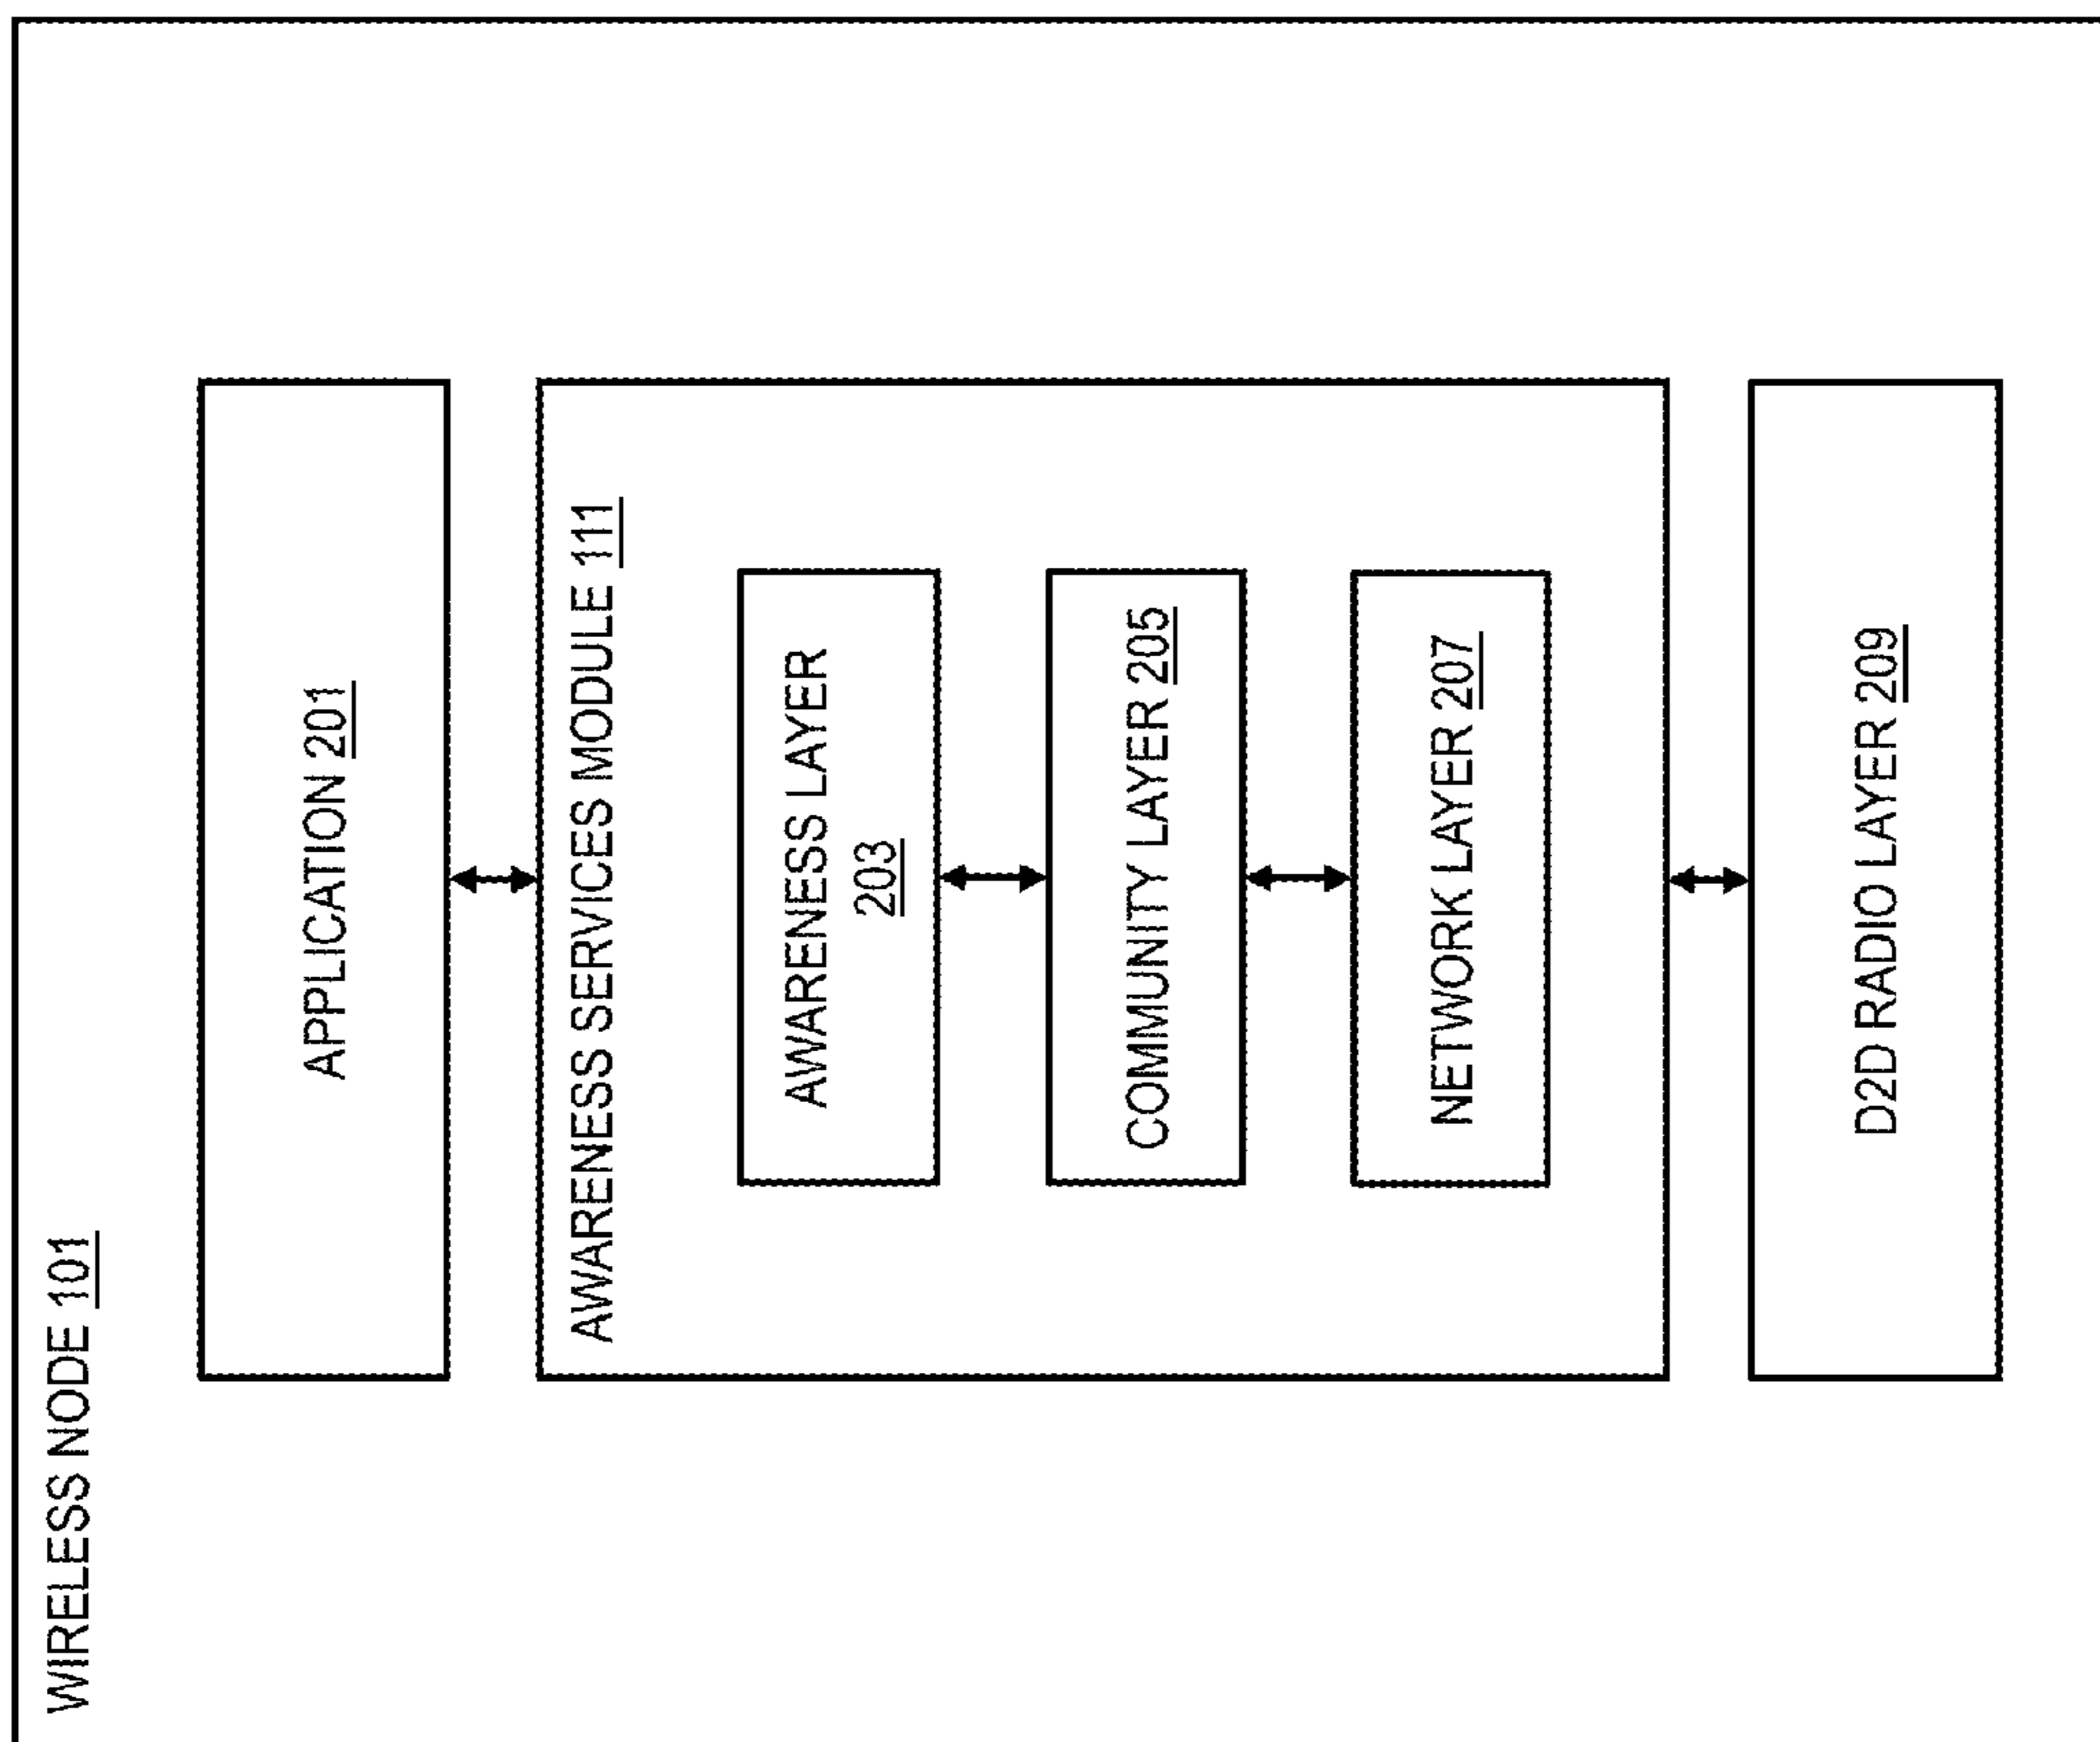 WIRELESS NODE 101
APPLICATION 201
AWARENESS SERVICES MODULE 111
AWARENESS LAYER
203
COMMUNITY LAYER 205
NETWORK LAYER 207
D2D RADIO LAYER 209